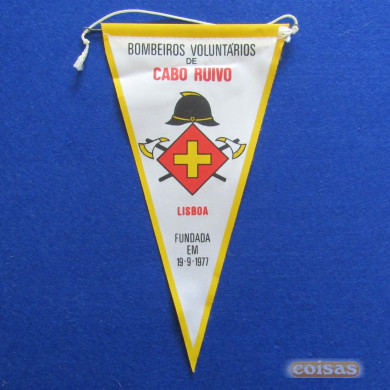 BOMBEIROS VOLUNTÁRIOS
DE
CABO RUIVO
LISBOA
FUNDADA
EM
19-9-1977
coisas